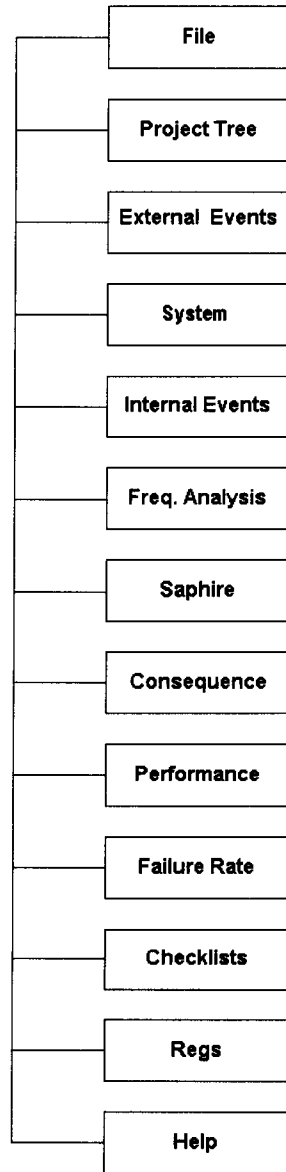 File
Project Tree
External Events
System
Internal Events
Freq. Analysis
Saphire
Consequence
Performance
Failure Rate
Checklists
Regs
Help